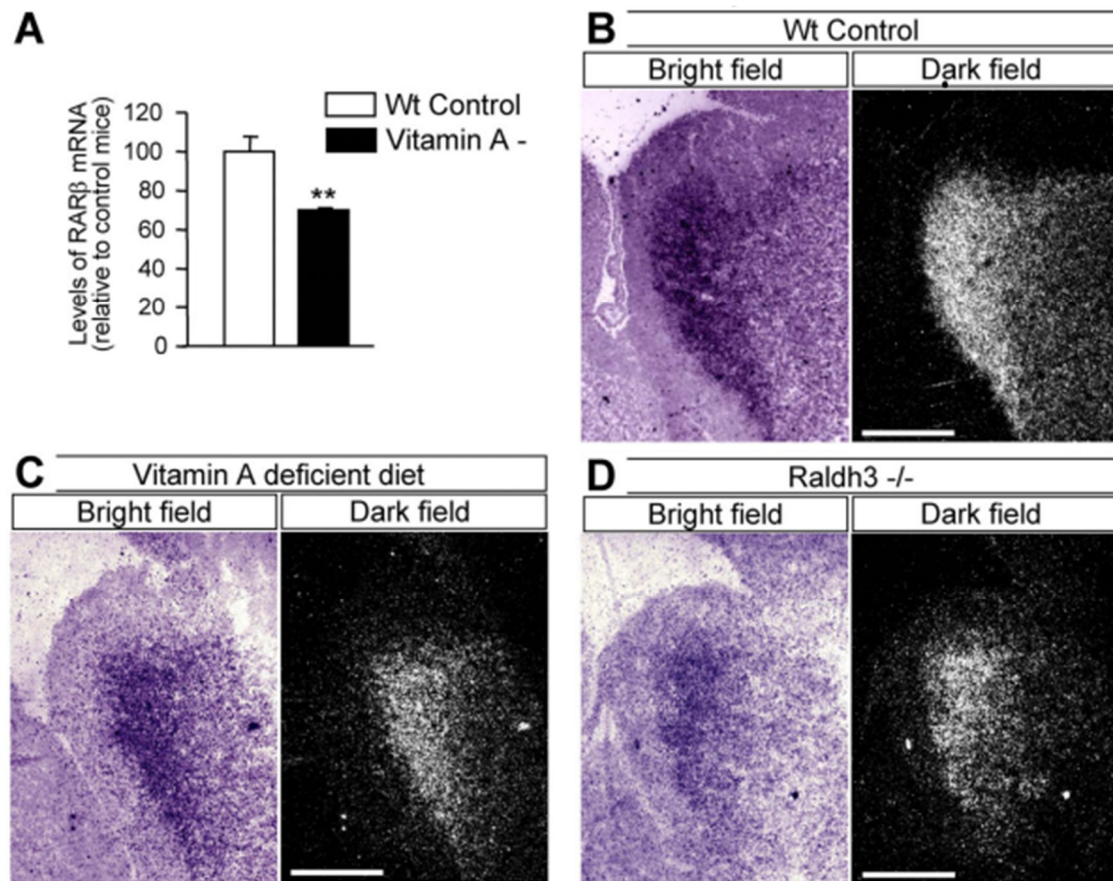 A
Levels of RARβ mRNA
(relative to control mice)
120
100
80
60
40
20
0
Wt Control
Vitamin A -
**
B
Wt Control
Bright field
Dark field
C
Vitamin A deficient diet
Bright field
Dark field
D
Raldh3 -/-
Bright field
Dark field